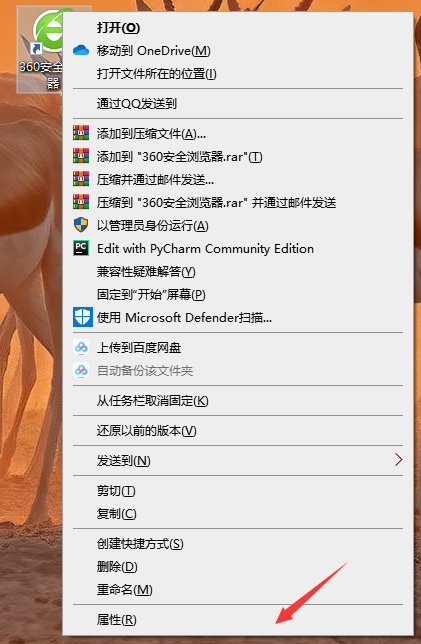 360安全
器
打开(O)
移动到 OneDrive(M)
打开文件所在的位置(I)
通过QQ发送到
添加到压缩文件(A)...
添加到 "360安全浏览器.rar"(T)
压缩并通过邮件发送...
压缩到 "360安全浏览器.rar" 并通过邮件发送
以管理员身份运行(A)
PC
Edit with PyCharm Community Edition
兼容性疑难解答(Y)
固定到"开始"屏幕(P)
使用 Microsoft Defender扫描...
上传到百度网盘
自动备份该文件夹
从任务栏取消固定(K)
还原以前的版本(V)
发送到(N)
剪切(T)
复制(C)
创建快捷方式(S)
删除(D)
重命名(M)
属性(R)